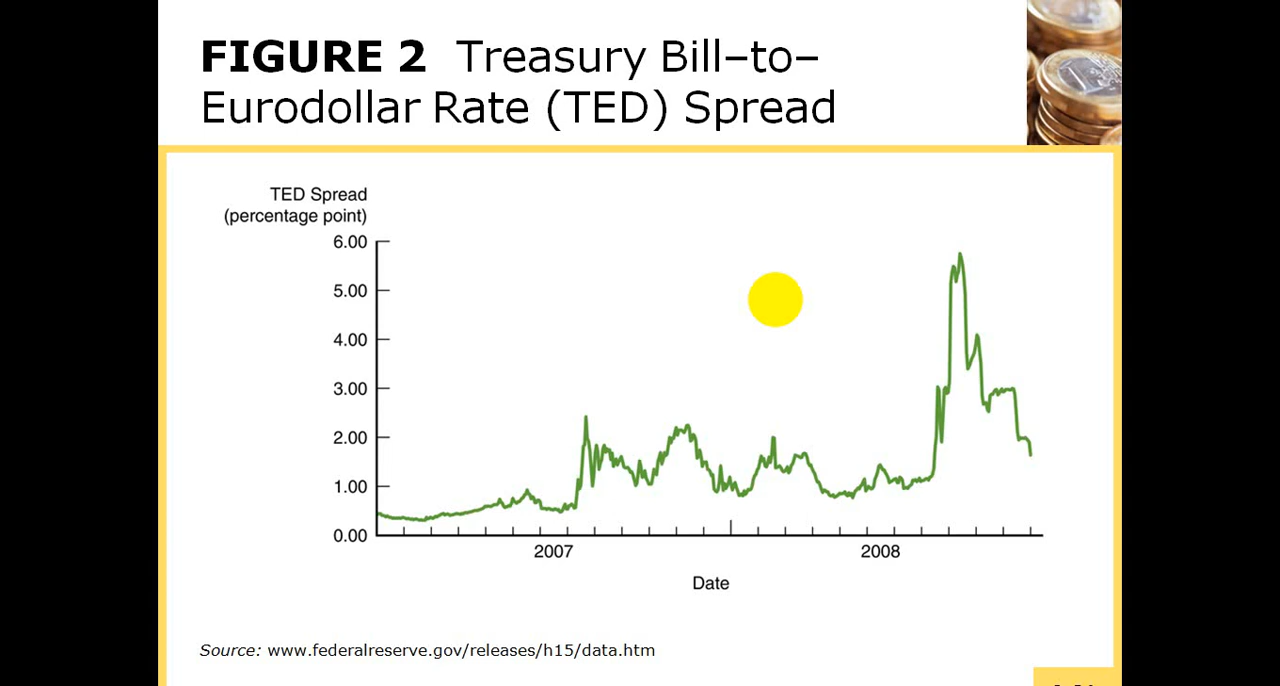 FIGURE 2 Treasury Bill–to–
Eurodollar Rate (TED) Spread
TED Spread
(percentage point)
6.00
5.00
4.00
3.00
2.00
1.00
0.00
2007 2008
Date
Source: www.federalreserve.gov/releases/h15/data.htm